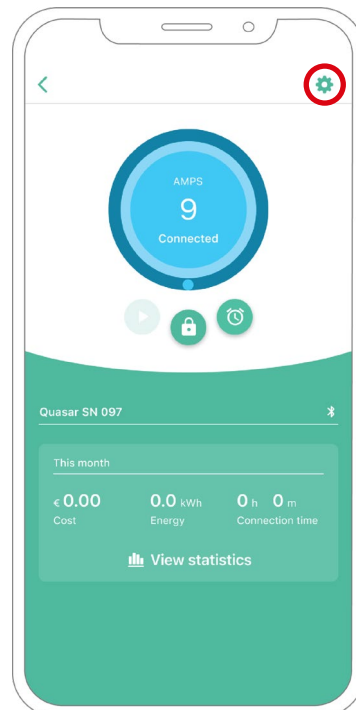 AMPS
9
Connected
Quasar SN 097
This month
€ 0.00 0.0 kWh 0 h 0 m
Cost Energy Connection time
View statistics